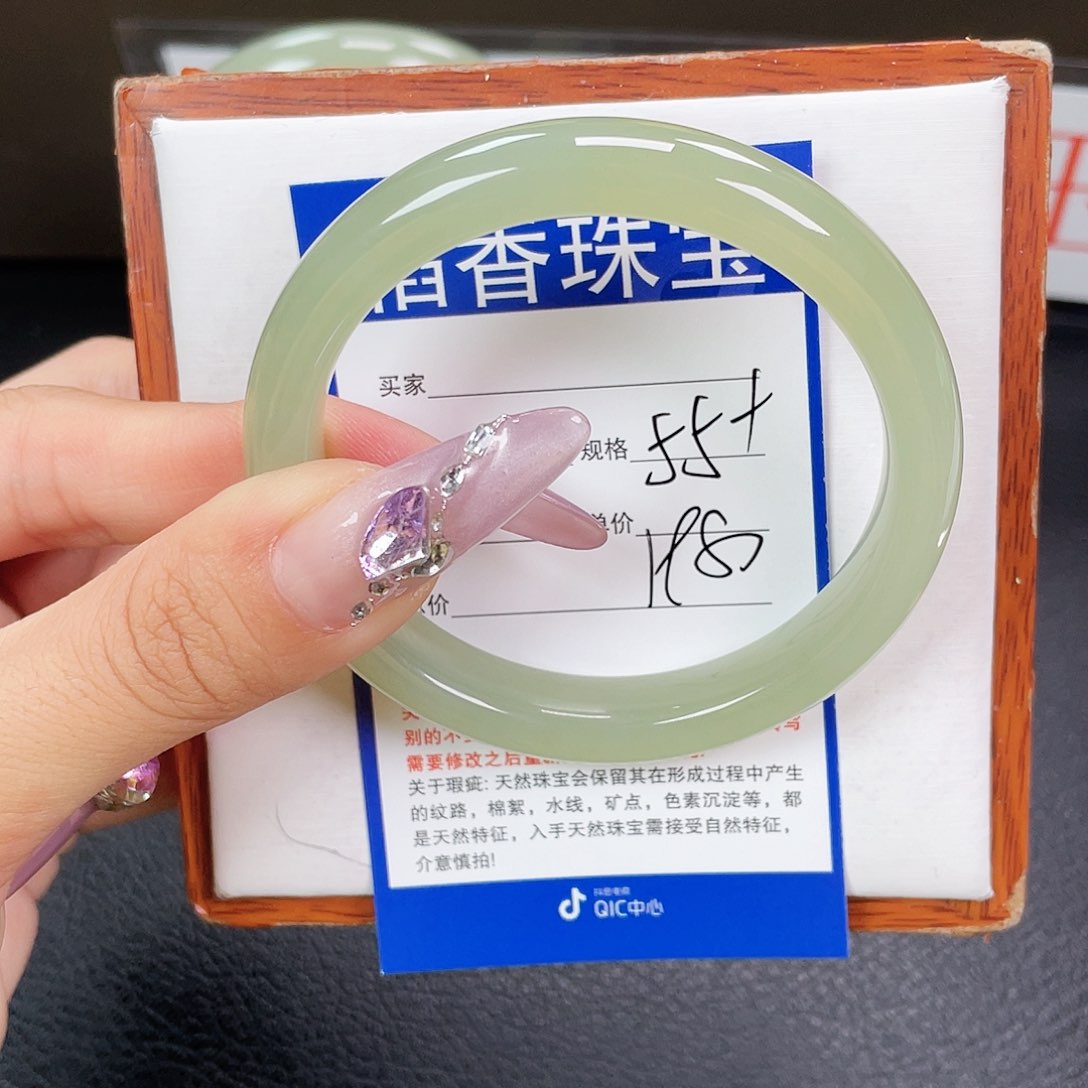 香珠宝
买家
规格 55+
单价 1180
价
别的不
需要修改之后重
关于瑕疵: 天然珠宝会保留其在形成过程中产生
的纹路，棉絮，水线，矿点，色素沉淀等，都
是天然特征，入手天然珠宝需接受自然特征，
介意慎拍!
QIC中心